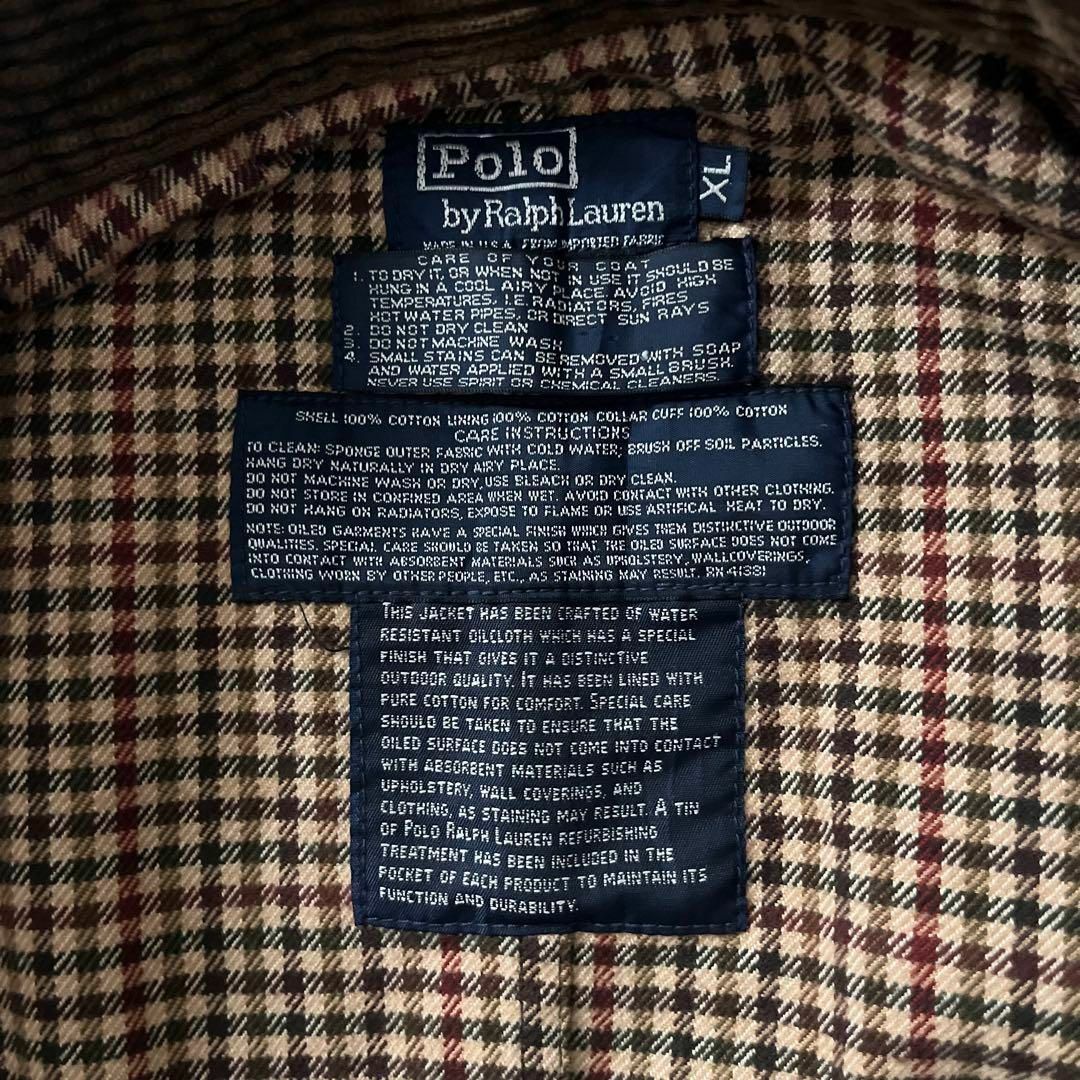 Polo
by Ralph Lauren
XL
MADE IN U.S.A. FROM IMPORTED FABRIC
CARE OF YOUR COAT
1. TO DRY IT, OR WHEN NOT IN USE IT SHOULD BE
HUNG IN A COOL AIRY PLACE. AVOID HIGH
TEMPERATURES, I.E. RADIATORS, FIRES
HOT WATER PIPES, OR DIRECT SUN RAYS
2. DO NOT DRY CLEAN
3. DO NOT MACHINE WASH
4. SMALL STAINS CAN BE REMOVED WITH SOAP
AND WATER APPLIED WITH A SMALL BRUSH.
NEVER USE SPIRIT OR CHEMICAL CLEANERS.
SHELL 100% COTTON LINING 100% COTTON COLLAR CUFF 100% COTTON
CARE INSTRUCTIONS
TO CLEAN: SPONGE OUTER FABRIC WITH COLD WATER; BRUSH OFF SOIL PARTICLES.
HANG DRY NATURALLY IN DRY AIRY PLACE.
DO NOT MACHINE WASH OR DRY, USE BLEACH OR DRY CLEAN.
DO NOT STORE IN CONFINED AREA WHEN WET. AVOID CONTACT WITH OTHER CLOTHING.
DO NOT HANG ON RADIATORS, EXPOSE TO FLAME OR USE ARTIFICAL HEAT TO DRY.
NOTE: OILED GARMENTS HAVE A SPECIAL FINISH WHICH GIVES THEM DISTINCTIVE OUTDOOR
QUALITIES. SPECIAL CARE SHOULD BE TAKEN SO THAT THE OILED SURFACE DOES NOT COME
INTO CONTACT WITH ABSORBENT MATERIALS SUCH AS UPHOLSTERY, WALLCOVERINGS,
CLOTHING WORN BY OTHER PEOPLE, ETC., AS STAINING MAY RESULT. RN 41381
THIS JACKET HAS BEEN CRAFTED OF WATER
RESISTANT OILCLOTH WHICH HAS A SPECIAL
FINISH THAT GIVES IT A DISTINCTIVE
OUTDOOR QUALITY. IT HAS BEEN LINED WITH
PURE COTTON FOR COMFORT. SPECIAL CARE
SHOULD BE TAKEN TO ENSURE THAT THE
OILED SURFACE DOES NOT COME INTO CONTACT
WITH ABSORBENT MATERIALS SUCH AS
UPHOLSTERY, WALL COVERINGS, AND
CLOTHING, AS STAINING MAY RESULT. A TIN
OF POLO RALPH LAUREN REFURBISHING
TREATMENT HAS BEEN INCLUDED IN THE
POCKET OF EACH PRODUCT TO MAINTAIN ITS
FUNCTION AND DURABILITY.